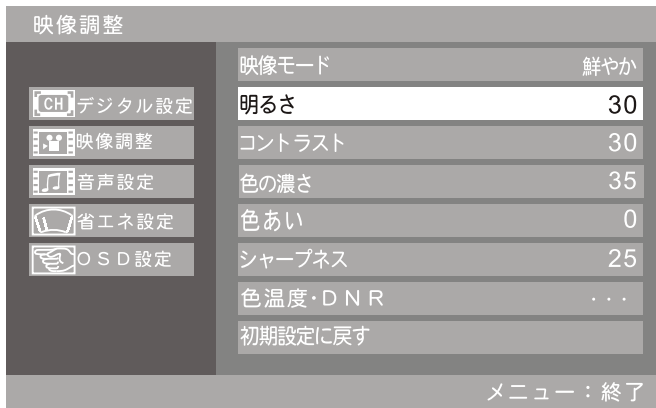 映像調整
CH デジタル設定
映像調整
音声設定
省エネ設定
OSD設定
映像モード 鮮やか
明るさ 30
コントラスト 30
色の濃さ 35
色あい 0
シャープネス 25
色温度・DNR ・・・
初期設定に戻す
メニュー:終了